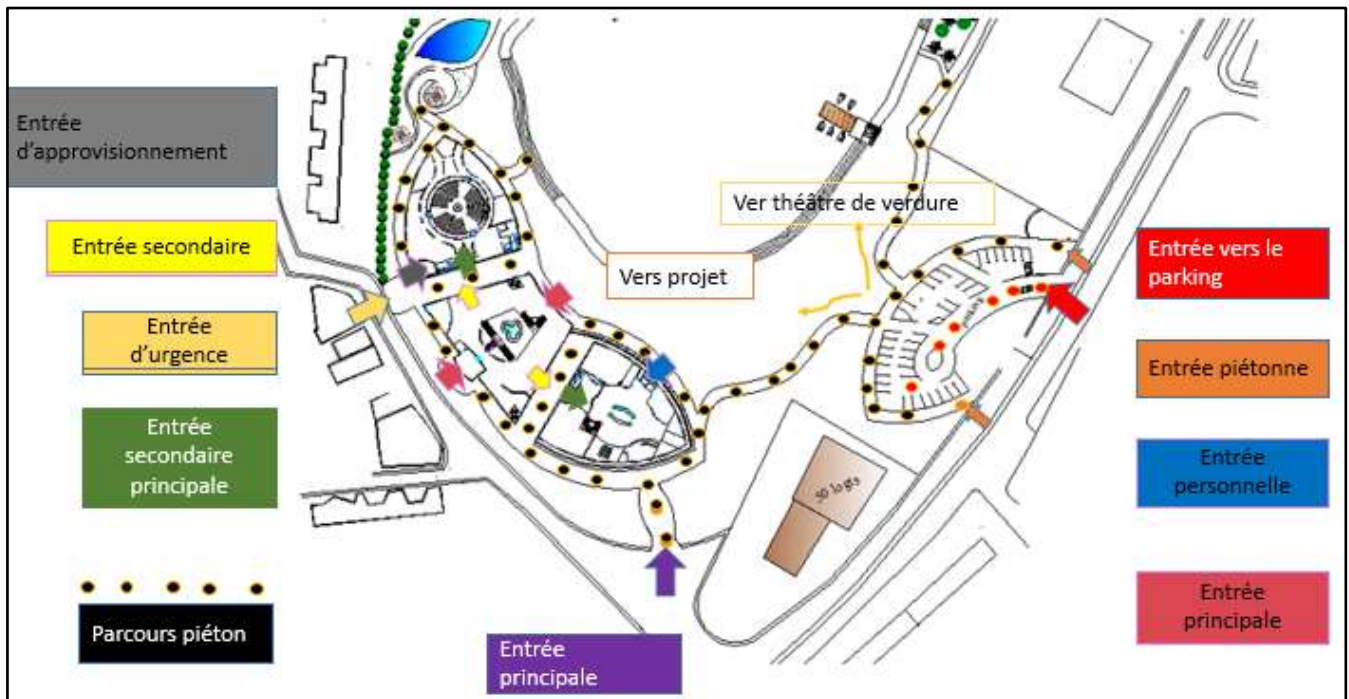 Entrée
d'approvisionnement
Entrée secondaire
Entrée
d'urgence
Entrée
secondaire
principale
Parcours piéton
Ver théâtre de verdure
Vers projet
50 logts
Entrée
principale
Entrée vers le
parking
Entrée piétonne
Entrée
personnelle
Entrée
principale